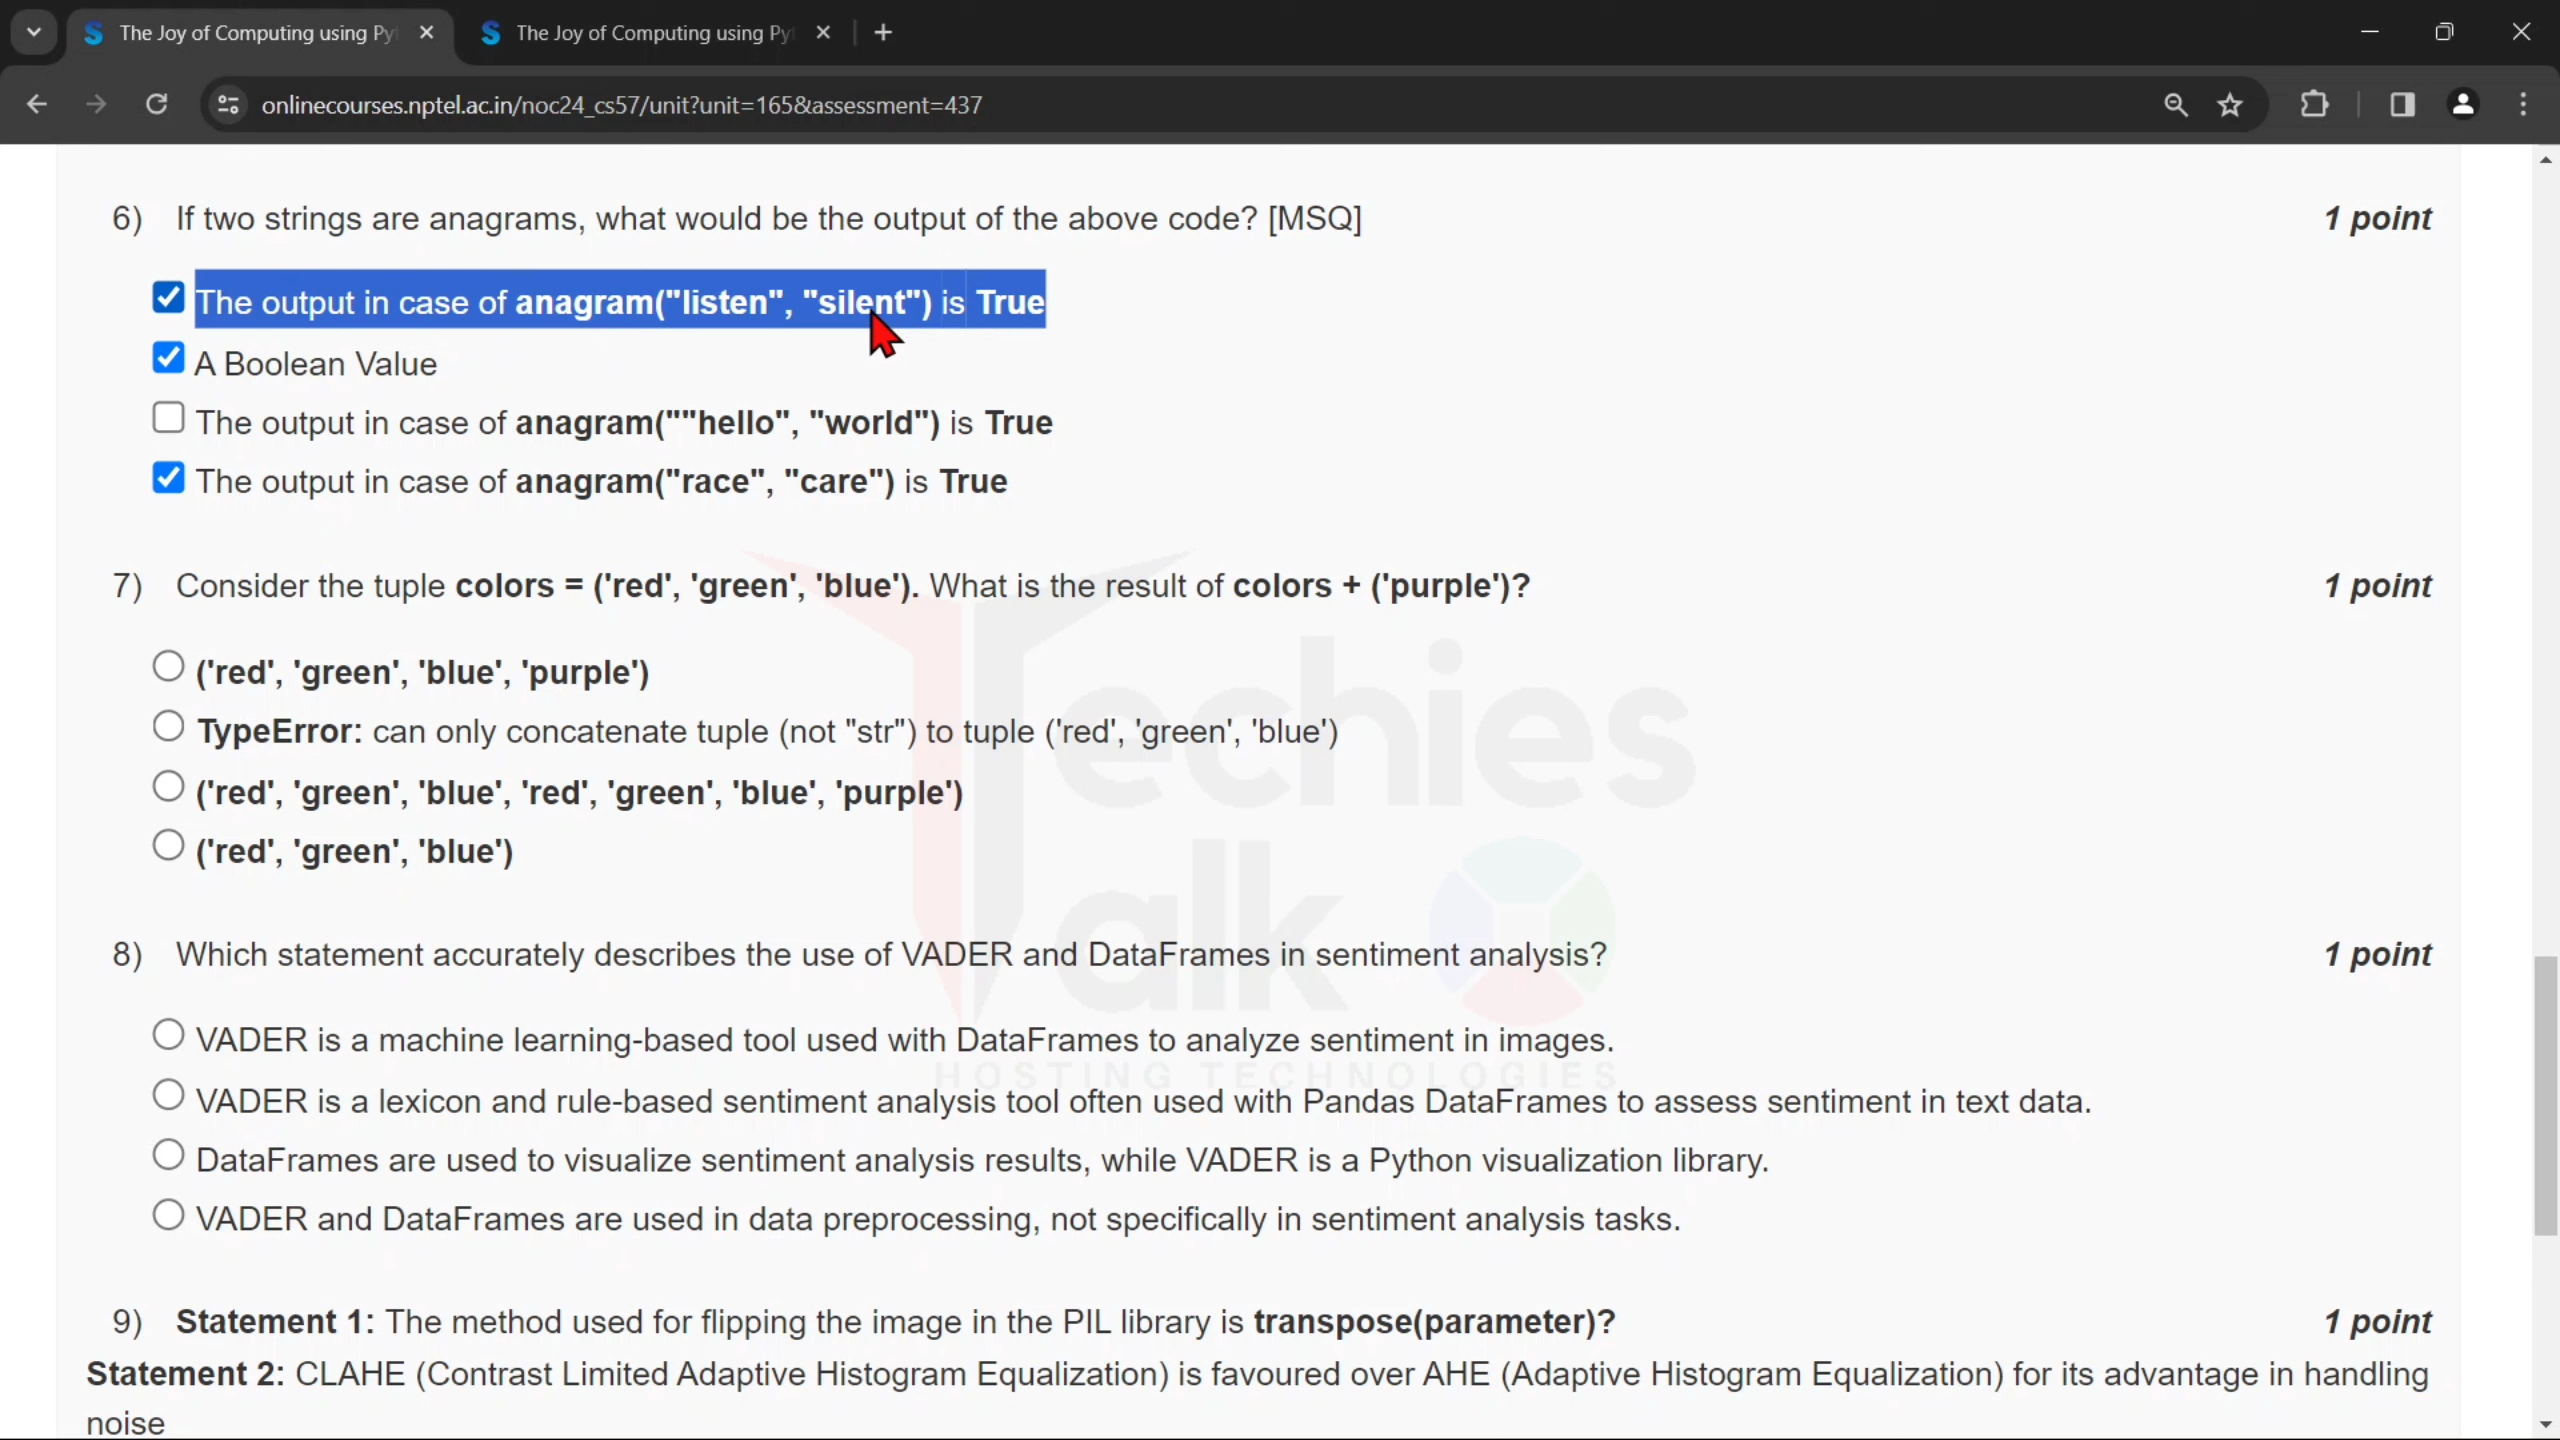 The Joy of Computing using Py
The Joy of Computing using Py
onlinecourses.nptel.ac.in/noc24_cs57/unit?unit=165&assessment=437
6) If two strings are anagrams, what would be the output of the above code? [MSQ] 1 point
The output in case of anagram("listen", "silent") is True
A Boolean Value
The output in case of anagram(""hello", "world") is True
The output in case of anagram("race", "care") is True
7) Consider the tuple colors = ('red', 'green', 'blue'). What is the result of colors + ('purple')? 1 point
('red', 'green', 'blue', 'purple')
TypeError: can only concatenate tuple (not "str") to tuple ('red', 'green', 'blue')
('red', 'green', 'blue', 'red', 'green', 'blue', 'purple')
('red', 'green', 'blue')
8) Which statement accurately describes the use of VADER and DataFrames in sentiment analysis? 1 point
VADER is a machine learning-based tool used with DataFrames to analyze sentiment in images.
VADER is a lexicon and rule-based sentiment analysis tool often used with Pandas DataFrames to assess sentiment in text data.
DataFrames are used to visualize sentiment analysis results, while VADER is a Python visualization library.
VADER and DataFrames are used in data preprocessing, not specifically in sentiment analysis tasks.
9) Statement 1: The method used for flipping the image in the PIL library is transpose(parameter)? 1 point
Statement 2: CLAHE (Contrast Limited Adaptive Histogram Equalization) is favoured over AHE (Adaptive Histogram Equalization) for its advantage in handling
noise
Techies
Talk
HOSTING TECHNOLOGIES